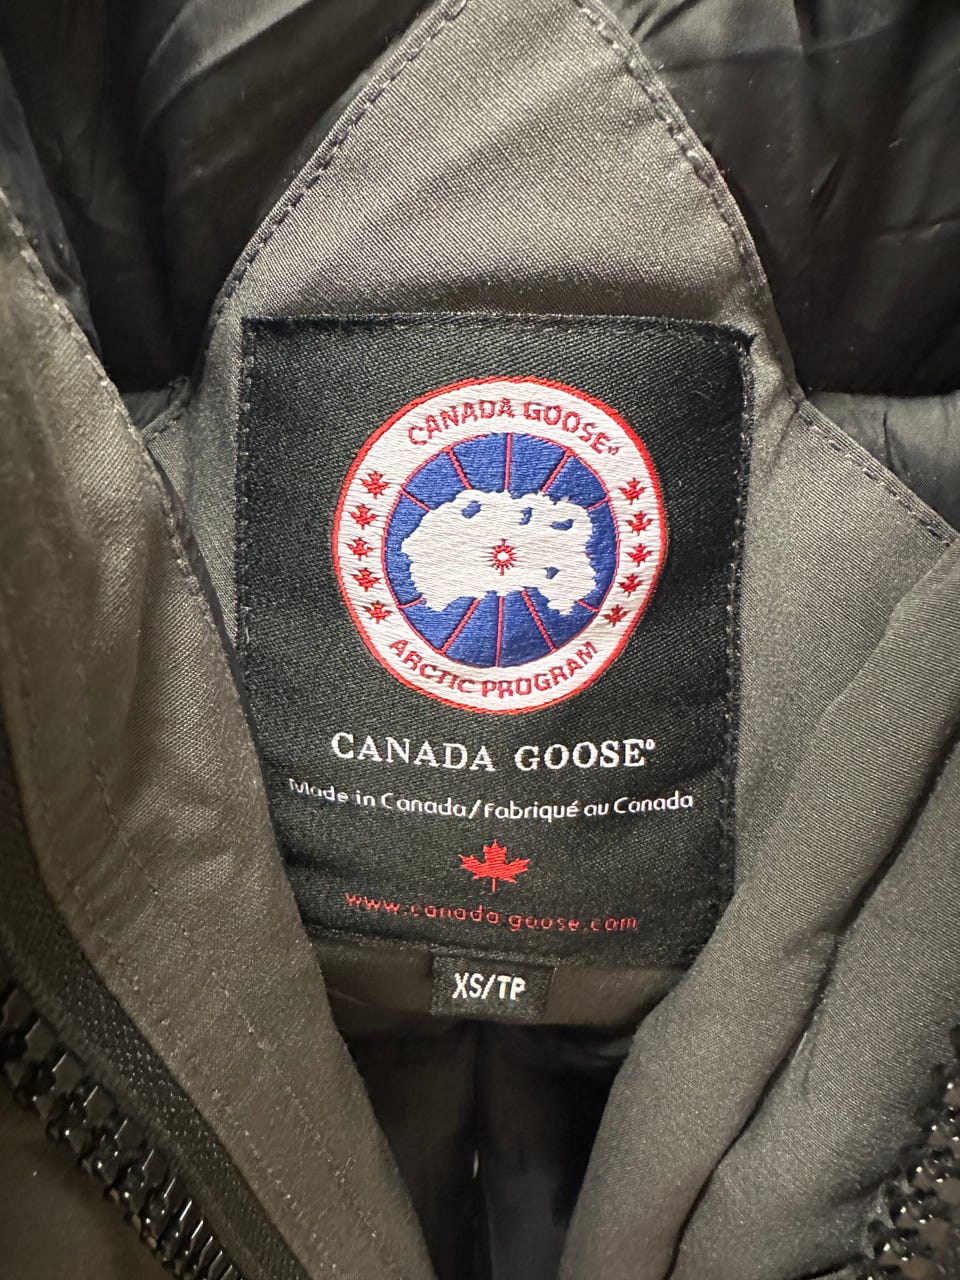 CANADA GOOSE®
ARCTIC PROGRAM
CANADA GOOSE®
Made in Canada/Fabriqué au Canada
www.canada goose.com
XS/TP